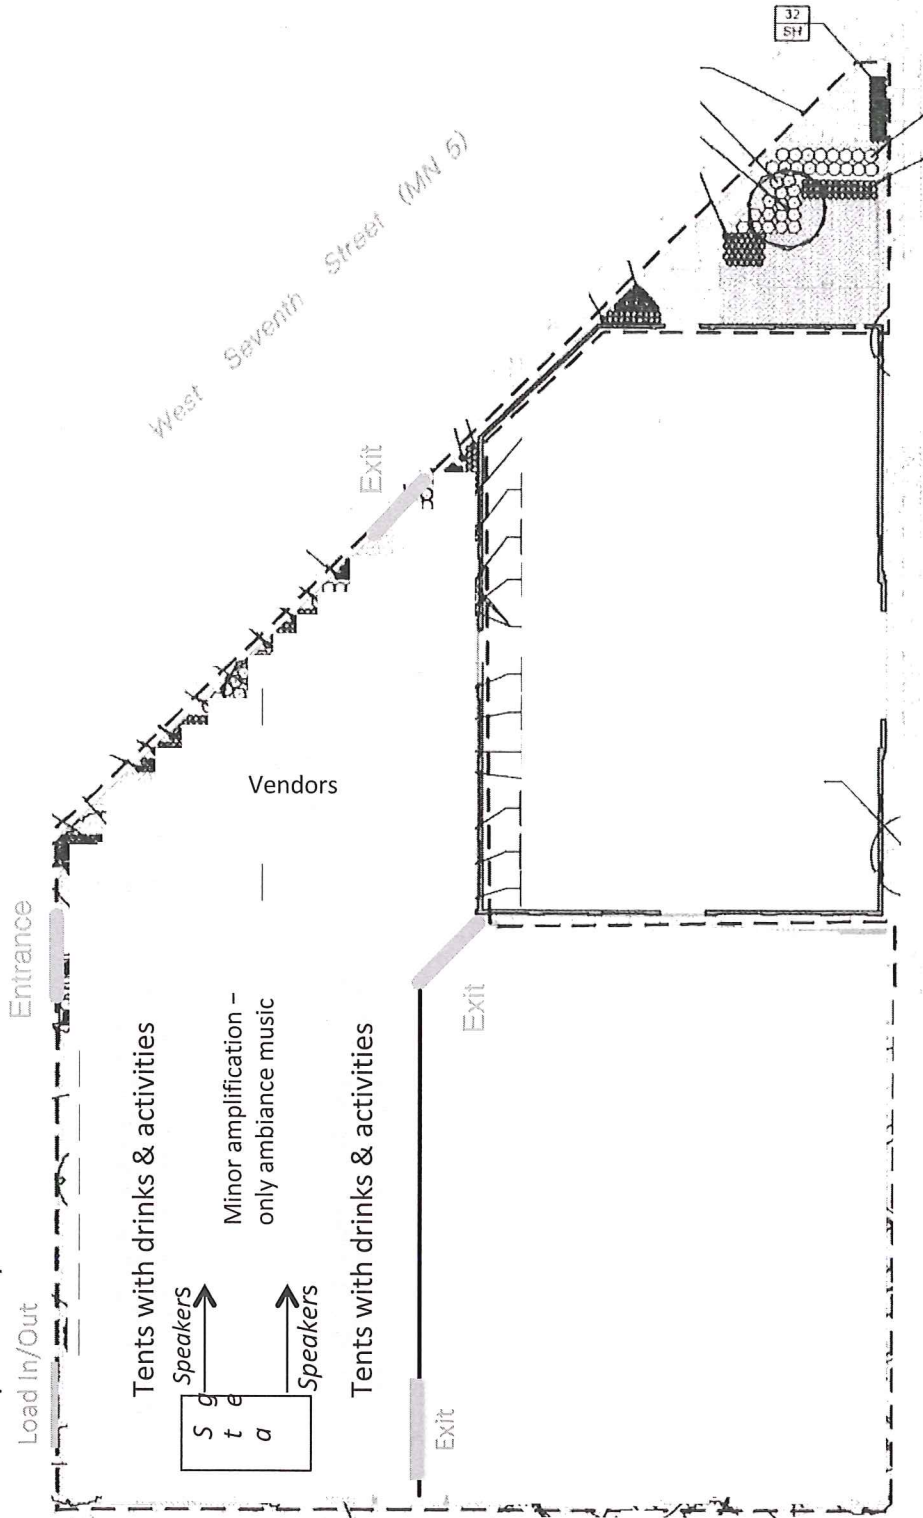 32
SH
West Seventh Street (MN 5)
Exit
Vendors
Entrance
Exit
Tents with drinks & activities
Minor amplification –
only ambiance music
Tents with drinks & activities
Load In/Out
Speakers
Speakers
S g
t e
a
Exit